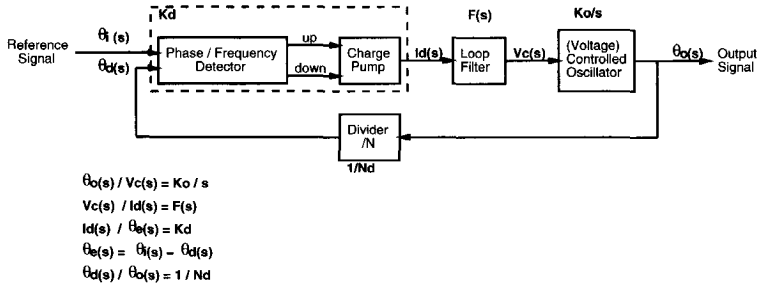 Kd
F(s)
Ko/s
Reference
Signal
θi (s)
θd(s)
Phase / Frequency
Detector
up
down
Charge
Pump
Id(s)
Loop
Filter
Vc(s)
(Voltage)
Controlled
Oscillator
θo(s)
Output
Signal
Divider
/N
1/Nd
θo(s) / Vc(s) = Ko / s
Vc(s) / Id(s) = F(s)
Id(s) / θe(s) = Kd
θe(s) = θi(s) – θd(s)
θd(s) / θo(s) = 1 / Nd